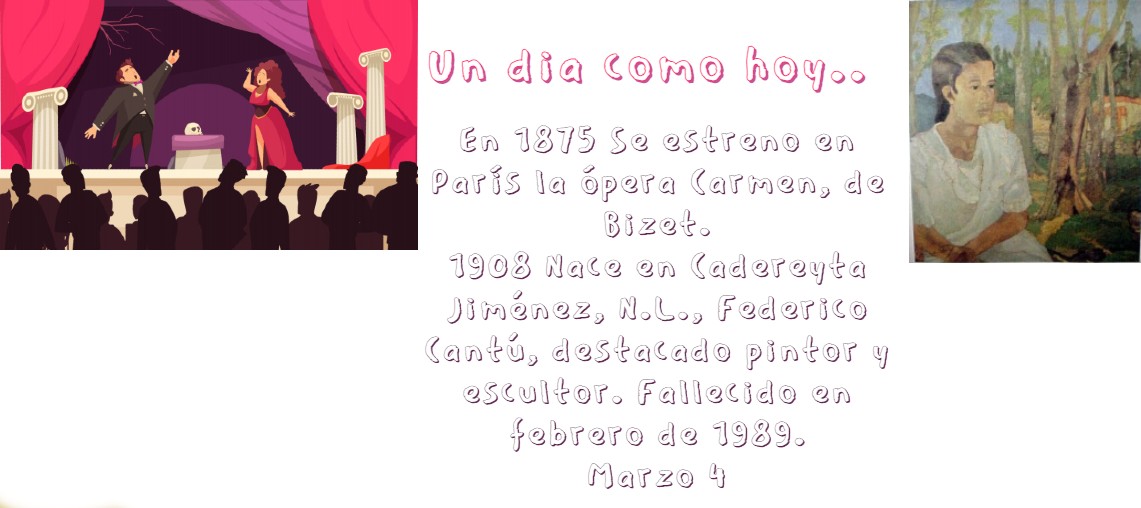 Un dia como hoy..
En 1875 Se estreno en
París la ópera Carmen, de
Bizet.
1908 Nace en Cadereyta
Jiménez, N.L., Federico
Cantú, destacado pintor y
escultor. Fallecido en
febrero de 1989.
Marzo 4